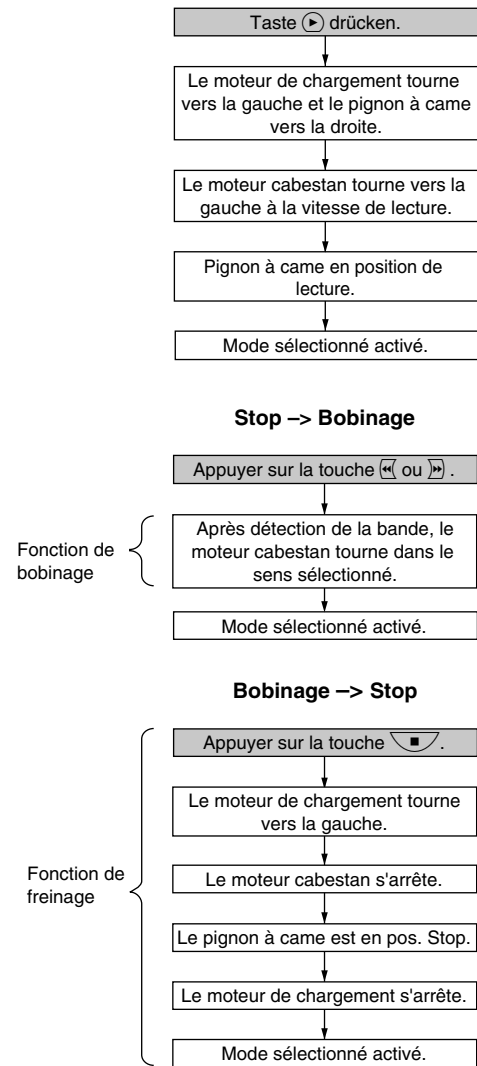 Taste ▶ drücken.
Le moteur de chargement tourne
vers la gauche et le pignon à came
vers la droite.
Le moteur cabestan tourne vers la
gauche à la vitesse de lecture.
Pignon à came en position de
lecture.
Mode sélectionné activé.
Stop –> Bobinage
Appuyer sur la touche ◀◀ ou ▶▶ .
Fonction de
bobinage
Après détection de la bande, le
moteur cabestan tourne dans le
sens sélectionné.
Mode sélectionné activé.
Bobinage –> Stop
Appuyer sur la touche ■ .
Le moteur de chargement tourne
vers la gauche.
Fonction de
freinage
Le moteur cabestan s'arrête.
Le pignon à came est en pos. Stop.
Le moteur de chargement s'arrête.
Mode sélectionné activé.